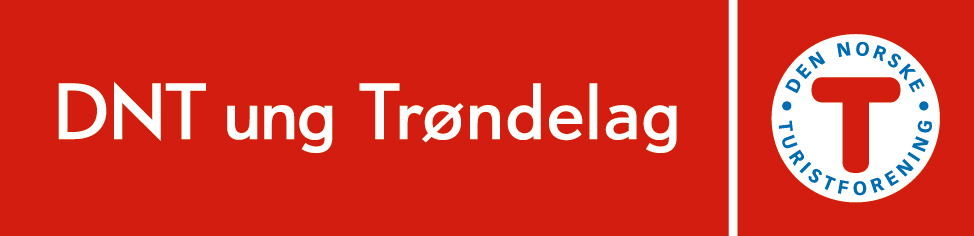 DNT ung Trøndelag
DEN NORSKE
T
TURISTFORENING